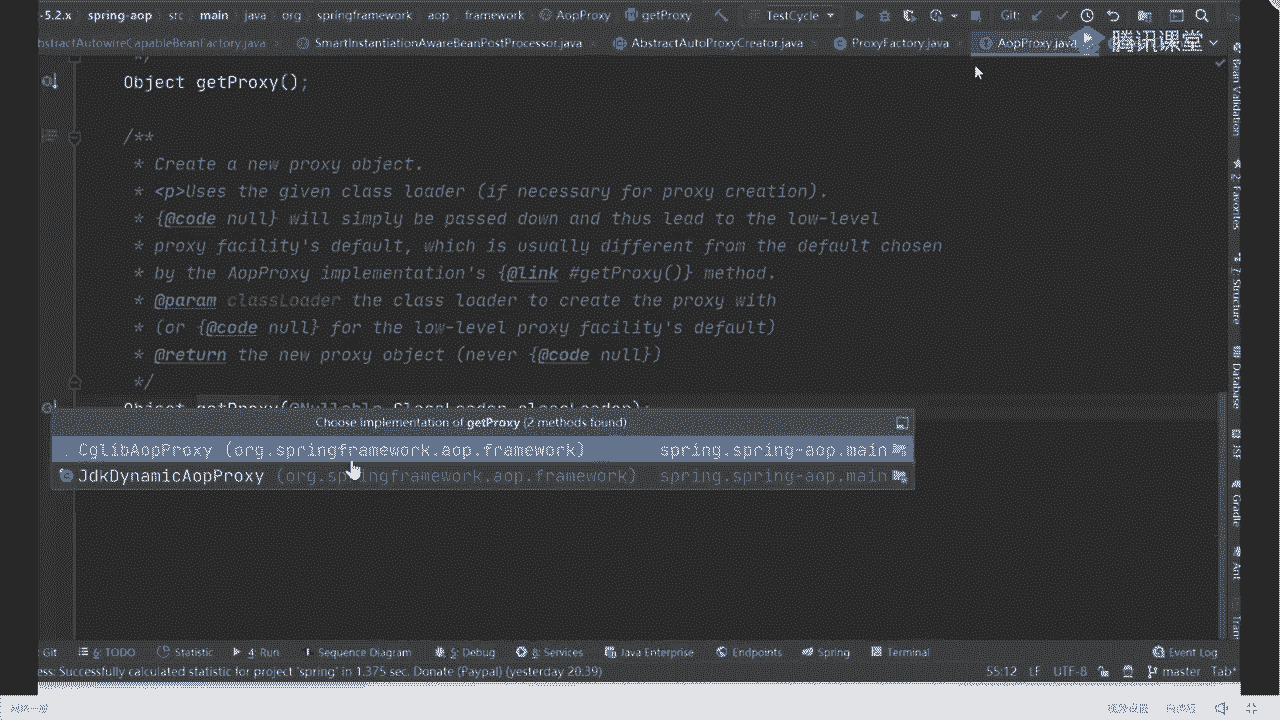 -5.2.x spring-aop src main java org springframework aop framework AopProxy getProxy TestCycle Git:
AbstractAutowireCapableBeanFactory.java SmartInstantiationAwareBeanPostProcessor.java AbstractAutoProxyCreator.java ProxyFactory.java AopProxy.java 腾讯课堂
*/
Object getProxy();
/**
* Create a new proxy object.
* <p>Uses the given class loader (if necessary for proxy creation).
* {@code null} will simply be passed down and thus lead to the low-level
* proxy facility's default, which is usually different from the default chosen
* by the AopProxy implementation's {@link #getProxy()} method.
* @param classLoader the class loader to create the proxy with
* (or {@code null} for the low-level proxy facility's default)
* @return the new proxy object (never {@code null})
*/
Object getProxy(@Nullable ClassLoader classLoader);
Choose implementation of getProxy (2 methods found)
CglibAopProxy (org.springframework.aop.framework) spring.spring-aop.main
JdkDynamicAopProxy (org.springframework.aop.framework) spring.spring-aop.main
Bean Validation
2: Favorites
7: Structure
Database
JSF
Gradle
Ant
Git 6: TODO Statistic 4: Run Sequence Diagram Debug Services Java Enterprise Endpoints Spring Terminal Event Log
ess: Successfully calculated statistic for project 'spring' in 1.375 sec. Donate (Paypal) (yesterday 20:39) 55:12 LF UTF-8 master Tab*